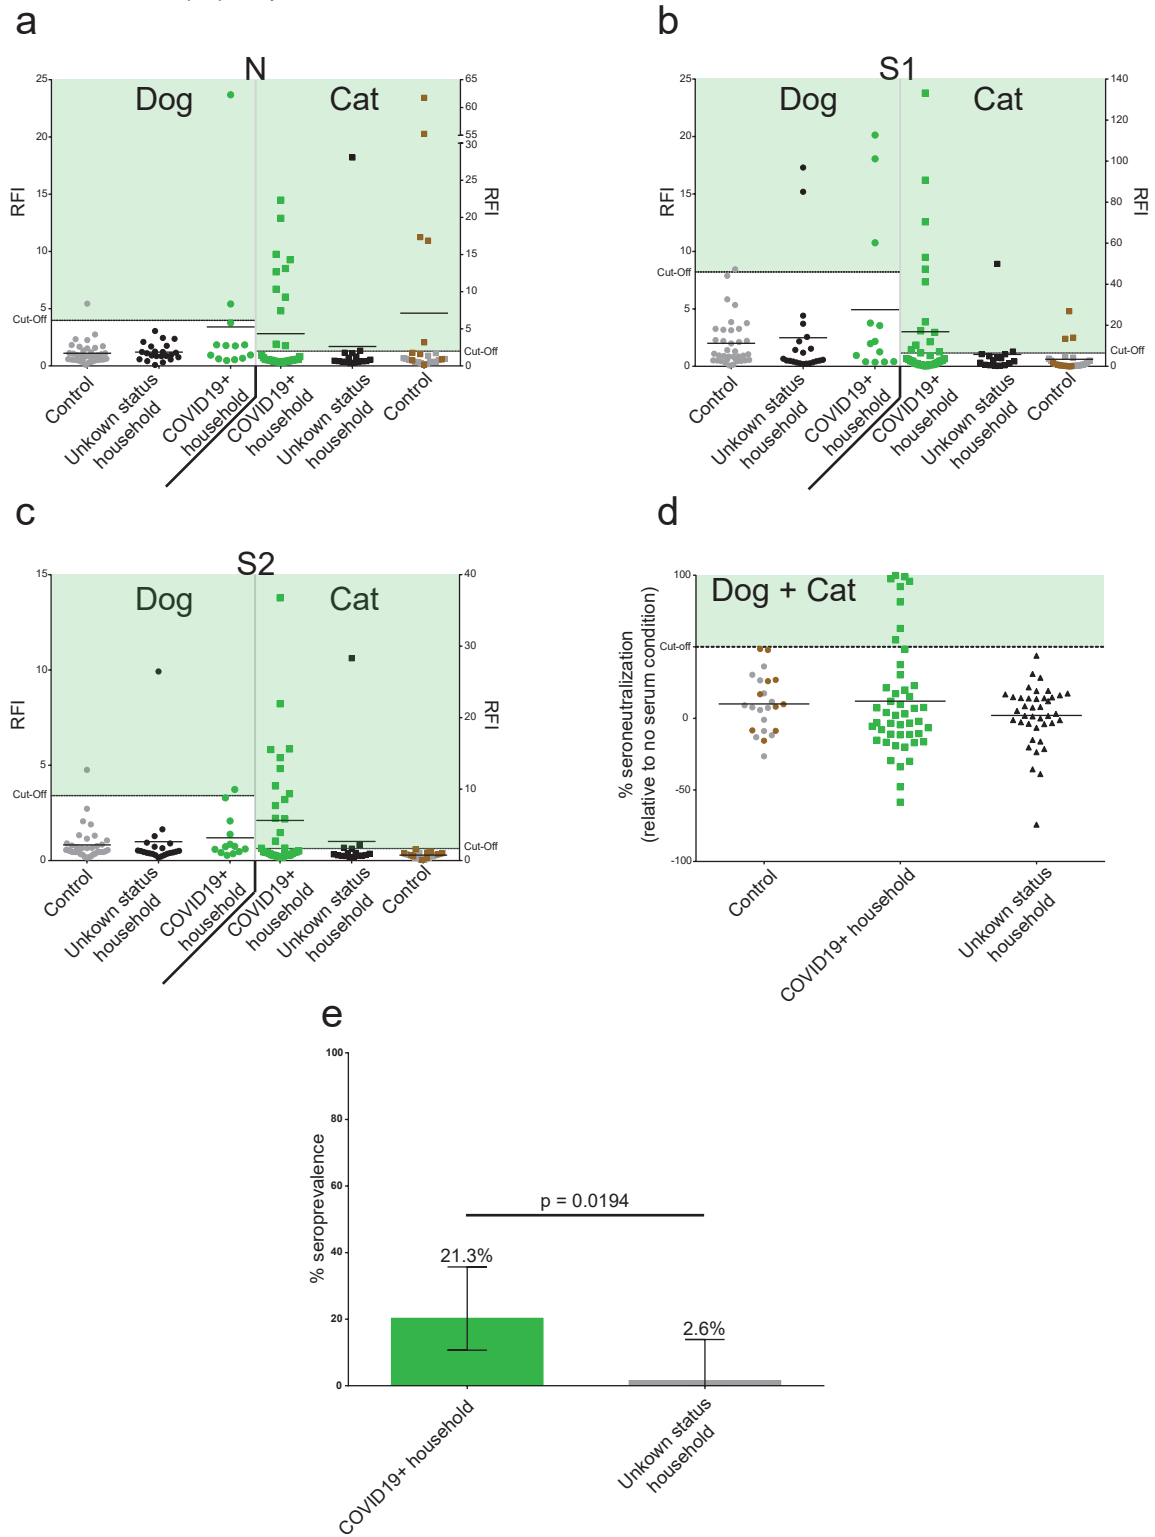 a
N
Dog
Cat
RFI
25
20
15
10
5
0
Cut-Off
65
60
55
30
25
20
15
10
5
0
Cut-Off
RFI
Control
Unkown status
household
COVID19+
household
COVID19+
household
Unkown status
household
Control
b
S1
Dog
Cat
RFI
25
20
15
10
5
0
Cut-Off
140
120
100
80
60
40
20
0
Cut-Off
RFI
Control
Unkown status
household
COVID19+
household
COVID19+
household
Unkown status
household
Control
c
S2
Dog
Cat
RFI
15
10
5
0
Cut-Off
40
30
20
10
0
Cut-Off
RFI
Control
Unkown status
household
COVID19+
household
COVID19+
household
Unkown status
household
Control
d
Dog + Cat
% seroneutralization
(relative to no serum condition)
100
Cut-off
0
-50
-100
Control
COVID19+ household
Unkown status
household
e
% seroprevalence
100
80
60
40
20
0
p = 0.0194
21.3%
2.6%
COVID19+ household
Unkown status
household